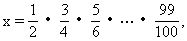 x = 1/2 • 3/4 • 5/6 • ⋯ • 99/100,